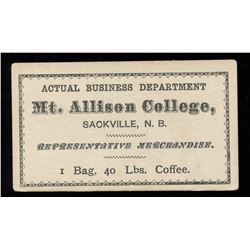 ACTUAL BUSINESS DEPARTMENT
Mt. Allison College,
SACKVILLE, N. B.
REPRESENTATIVE MERCHANDISE.
1 Bag, 40 Lbs. Coffee.